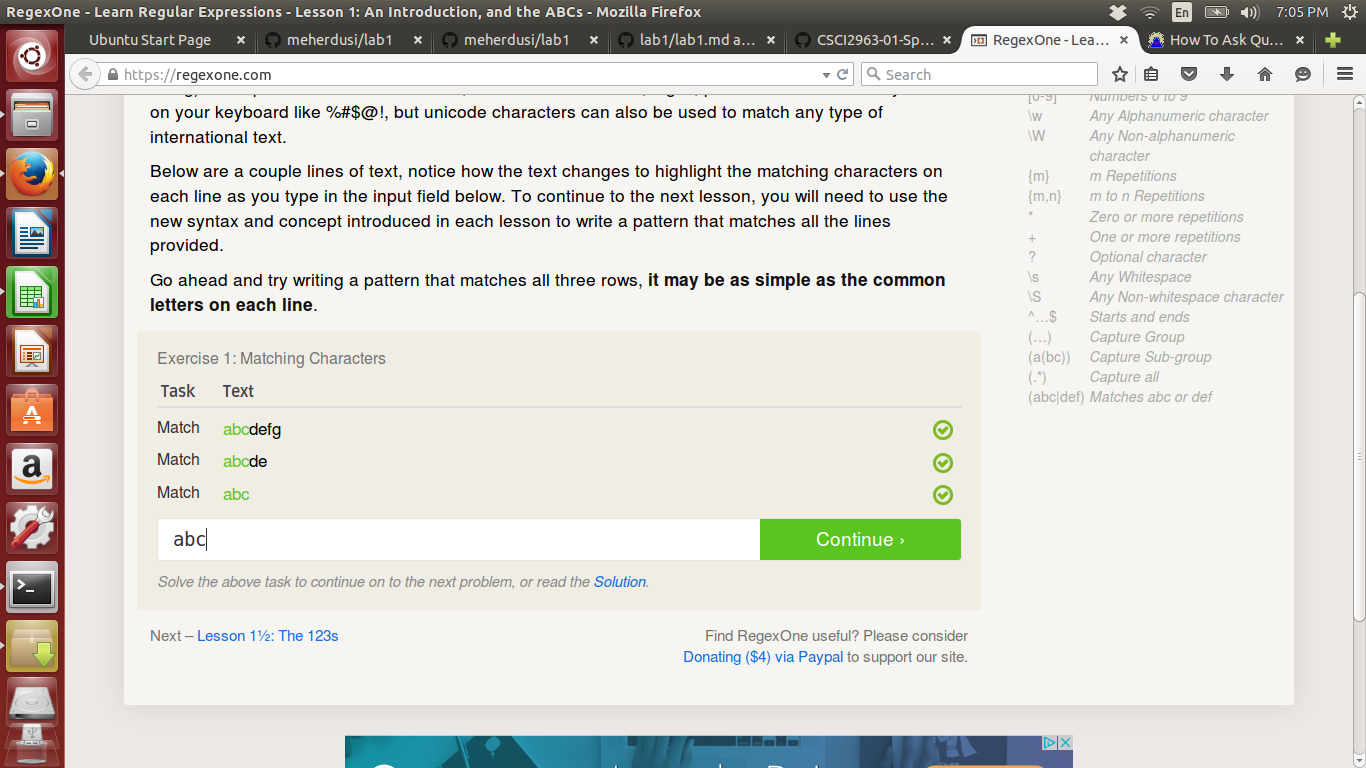 RegexOne - Learn Regular Expressions - Lesson 1: An Introduction, and the ABCs - Mozilla Firefox
En
7:05 PM
Ubuntu Start Page
meherdusi/lab1
meherdusi/lab1
lab1/lab1.md a...
CSCI2963-01-Sp...
RegexOne - Lea...
How To Ask Qu...
https://regexone.com
Search
on your keyboard like %#$@!, but unicode characters can also be used to match any type of
international text.
Below are a couple lines of text, notice how the text changes to highlight the matching characters on
each line as you type in the input field below. To continue to the next lesson, you will need to use the
new syntax and concept introduced in each lesson to write a pattern that matches all the lines
provided.
Go ahead and try writing a pattern that matches all three rows, it may be as simple as the common
letters on each line.
Exercise 1: Matching Characters
Task Text
Match abcdefg
Match abcde
Match abc
abc
Continue ›
Solve the above task to continue on to the next problem, or read the Solution.
Next – Lesson 1½: The 123s
Find RegexOne useful? Please consider
Donating ($4) via Paypal to support our site.
[0-9] Numbers 0 to 9
\w Any Alphanumeric character
\W Any Non-alphanumeric
character
{m} m Repetitions
{m,n} m to n Repetitions
* Zero or more repetitions
+ One or more repetitions
? Optional character
\s Any Whitespace
\S Any Non-whitespace character
^…$ Starts and ends
(…) Capture Group
(a(bc)) Capture Sub-group
(.*) Capture all
(abc|def) Matches abc or def